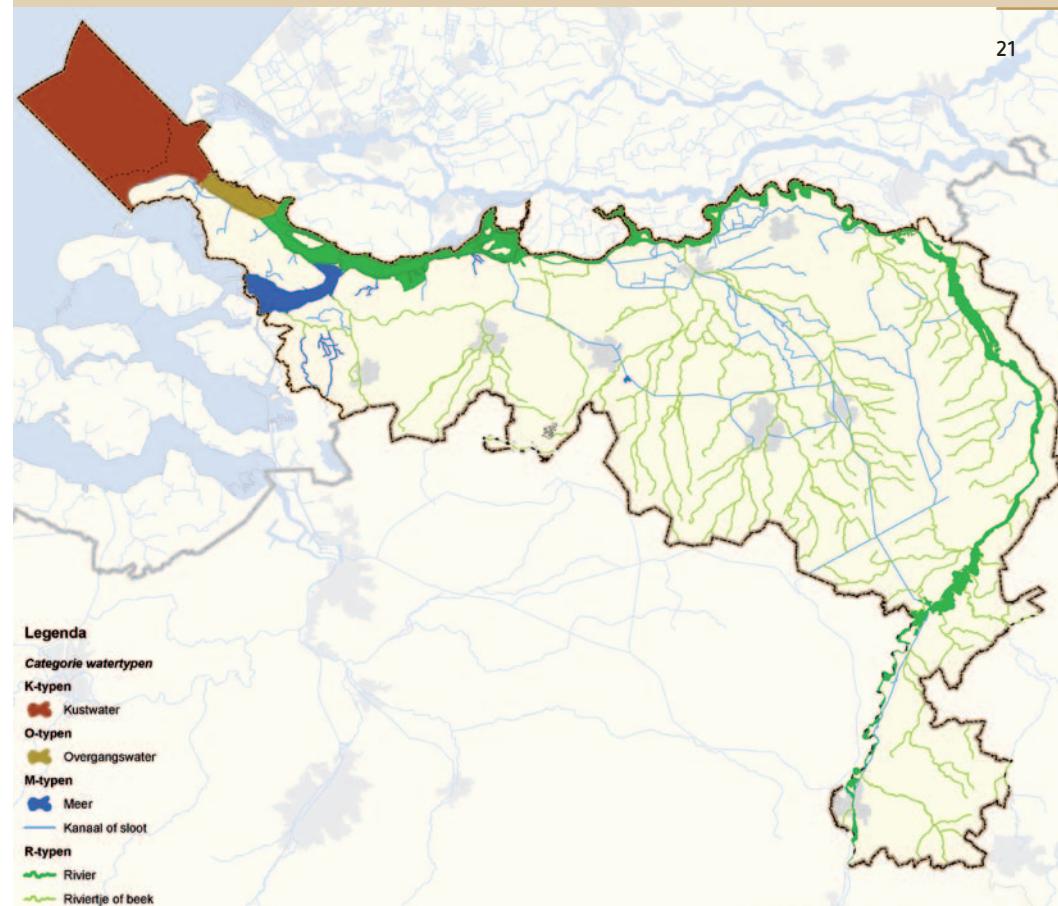 21
Legenda
Categorie watertypen
K-typen
Kustwater
O-typen
Overgangswater
M-typen
Meer
Kanaal of sloot
R-typen
Rivier
Riviertje of beek